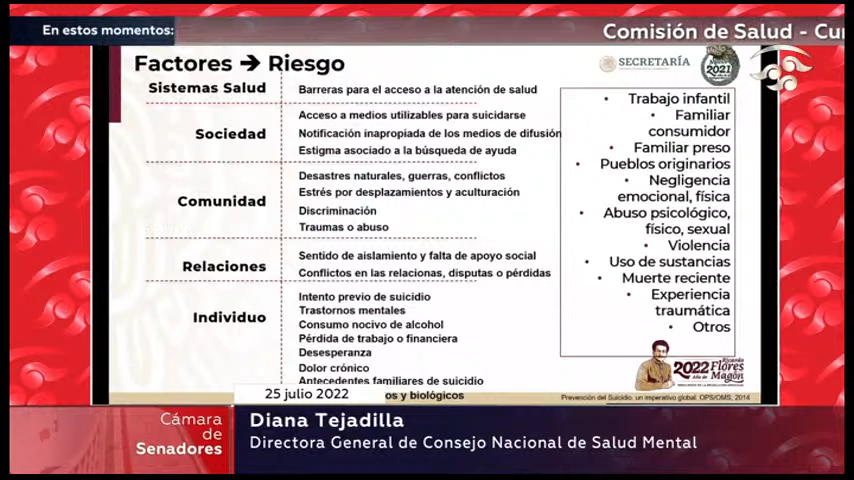 En estos momentos:
Comisión de Salud - Cu
Factores ➔ Riesgo
SECRETARÍA
2021
Sistemas Salud
Barreras para el acceso a la atención de salud
Sociedad
Acceso a medios utilizables para suicidarse
Notificación inapropiada de los medios de difusión
Estigma asociado a la búsqueda de ayuda
Comunidad
Desastres naturales, guerras, conflictos
Estrés por desplazamientos y aculturación
Discriminación
Traumas o abuso
Relaciones
Sentido de aislamiento y falta de apoyo social
Conflictos en las relacionas, disputas o pérdidas
Individuo
Intento previo de suicidio
Trastornos mentales
Consumo nocivo de alcohol
Pérdida de trabajo o financiera
Desesperanza
Dolor crónico
Antecedentes familiares de suicidio
os y biológicos
• Trabajo infantil
• Familiar
consumidor
• Familiar preso
• Pueblos originarios
• Negligencia
emocional, física
• Abuso psicológico,
físico, sexual
• Violencia
• Uso de sustancias
• Muerte reciente
• Experiencia
traumática
• Otros
2022 Ricardo
Año de Flores
Magón
Prevención del Suicidio, un imperativo global. OPS/OMS, 2014
25 julio 2022
Cámara
de
Senadores
Diana Tejadilla
Directora General de Consejo Nacional de Salud Mental